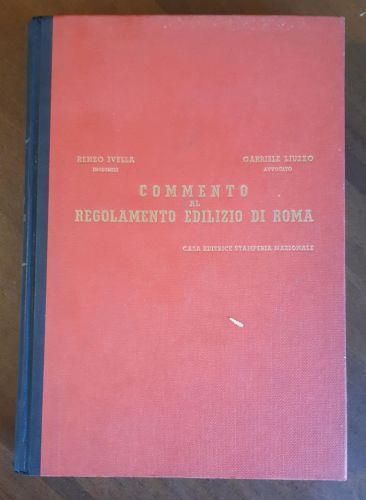 RENZO IVELLA
INGEGNERE
GABRIELE LIUZZO
AVVOCATO
COMMENTO
AL
REGOLAMENTO EDILIZIO DI ROMA
CASA EDITRICE STAMPERIA NAZIONALE